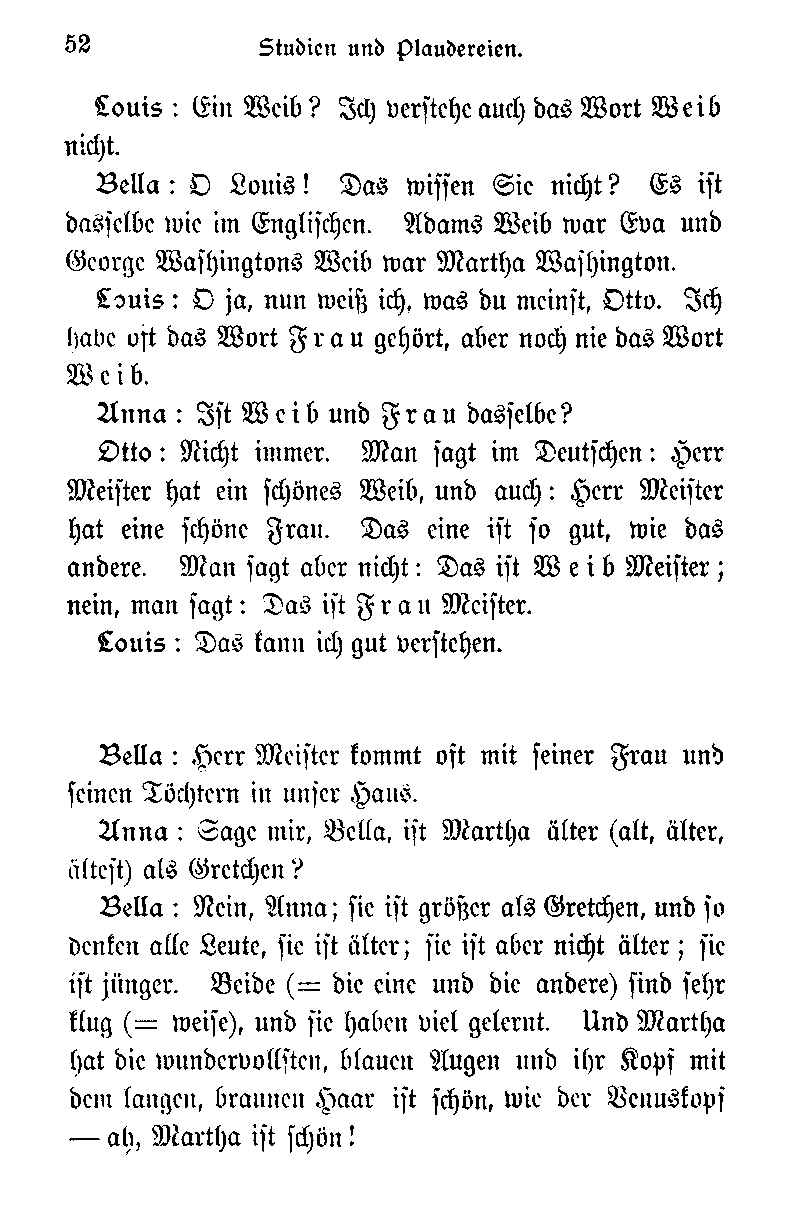 52 Studien und Plaudereien.
Louis : Ein Weib ? Ich verstehe auch das Wort Weib
nicht.
Bella : O Louis ! Das wissen Sie nicht ? Es ist
dasselbe wie im Englischen. Adams Weib war Eva und
George Washingtons Weib war Martha Washington.
Louis : O ja, nun weiß ich, was du meinst, Otto. Ich
habe oft das Wort Frau gehört, aber noch nie das Wort
Weib.
Anna : Ist Weib und Frau dasselbe?
Otto : Nicht immer. Man sagt im Deutschen : Herr
Meister hat ein schönes Weib, und auch : Herr Meister
hat eine schöne Frau. Das eine ist so gut, wie das
andere. Man sagt aber nicht : Das ist Weib Meister ;
nein, man sagt : Das ist Frau Meister.
Louis : Das kann ich gut verstehen.
Bella : Herr Meister kommt oft mit seiner Frau und
seinen Töchtern in unser Haus.
Anna : Sage mir, Bella, ist Martha älter (alt, älter,
ältest) als Gretchen ?
Bella : Nein, Anna ; sie ist größer als Gretchen, und so
denken alle Leute, sie ist älter ; sie ist aber nicht älter ; sie
ist jünger. Beide (= die eine und die andere) sind sehr
klug (= weise), und sie haben viel gelernt. Und Martha
hat die wundervollsten, blauen Augen und ihr Kopf mit
dem langen, braunen Haar ist schön, wie der Venuskopf
— ah, Martha ist schön !